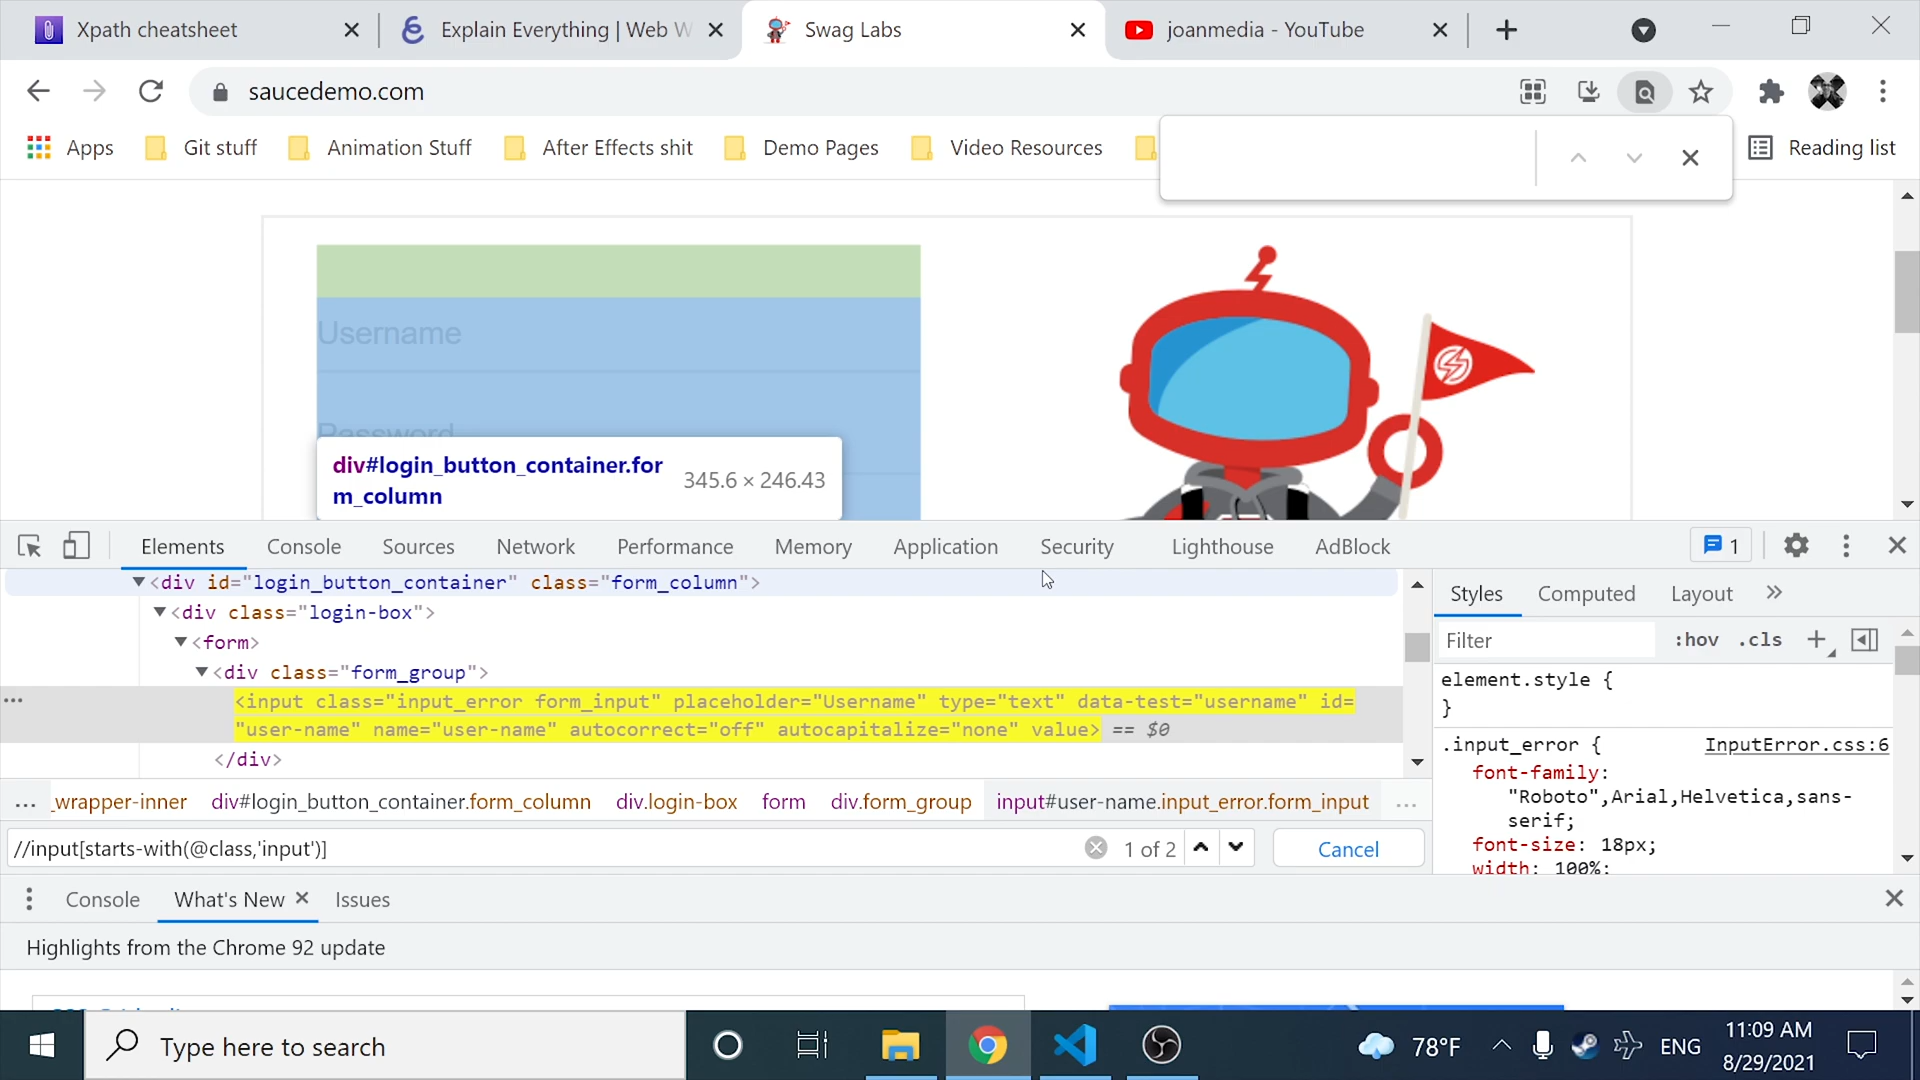 Xpath cheatsheet
Explain Everything | Web W
Swag Labs
joanmedia - YouTube
saucedemo.com
Apps
Git stuff
Animation Stuff
After Effects shit
Demo Pages
Video Resources
Reading list
Username
Password
div#login_button_container.for
m_column
345.6 × 246.43
Elements
Console
Sources
Network
Performance
Memory
Application
Security
Lighthouse
AdBlock
1
<div id="login_button_container" class="form_column">
<div class="login-box">
<form>
<div class="form_group">
<input class="input_error form_input" placeholder="Username" type="text" data-test="username" id=
"user-name" name="user-name" autocorrect="off" autocapitalize="none" value> == $0
</div>
... _wrapper-inner div#login_button_container.form_column div.login-box form div.form_group input#user-name.input_error.form_input ...
//input[starts-with(@class,'input')]
1 of 2
Cancel
Styles
Computed
Layout
Filter
:hov .cls
element.style {
}
.input_error {
InputError.css:6
font-family:
"Roboto",Arial,Helvetica,sans-
serif;
font-size: 18px;
width: 100%;
Console
What's New
Issues
Highlights from the Chrome 92 update
Type here to search
78°F
ENG
11:09 AM
8/29/2021